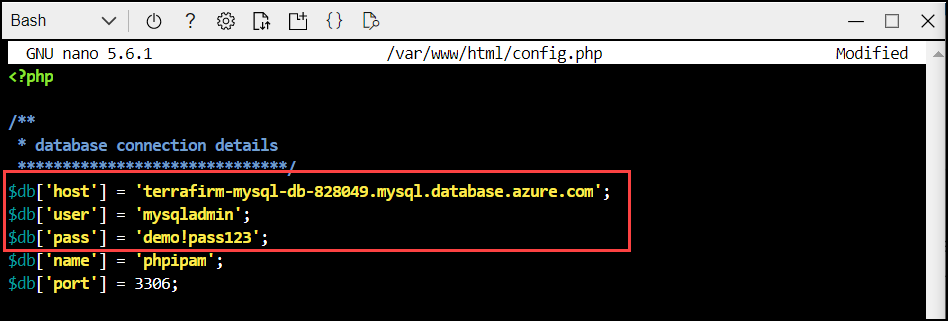 Bash
GNU nano 5.6.1 /var/www/html/config.php Modified
<?php
/**
* database connection details
******************************/
$db['host'] = 'terrafirm-mysql-db-828049.mysql.database.azure.com';
$db['user'] = 'mysqladmin';
$db['pass'] = 'demo!pass123';
$db['name'] = 'phpipam';
$db['port'] = 3306;